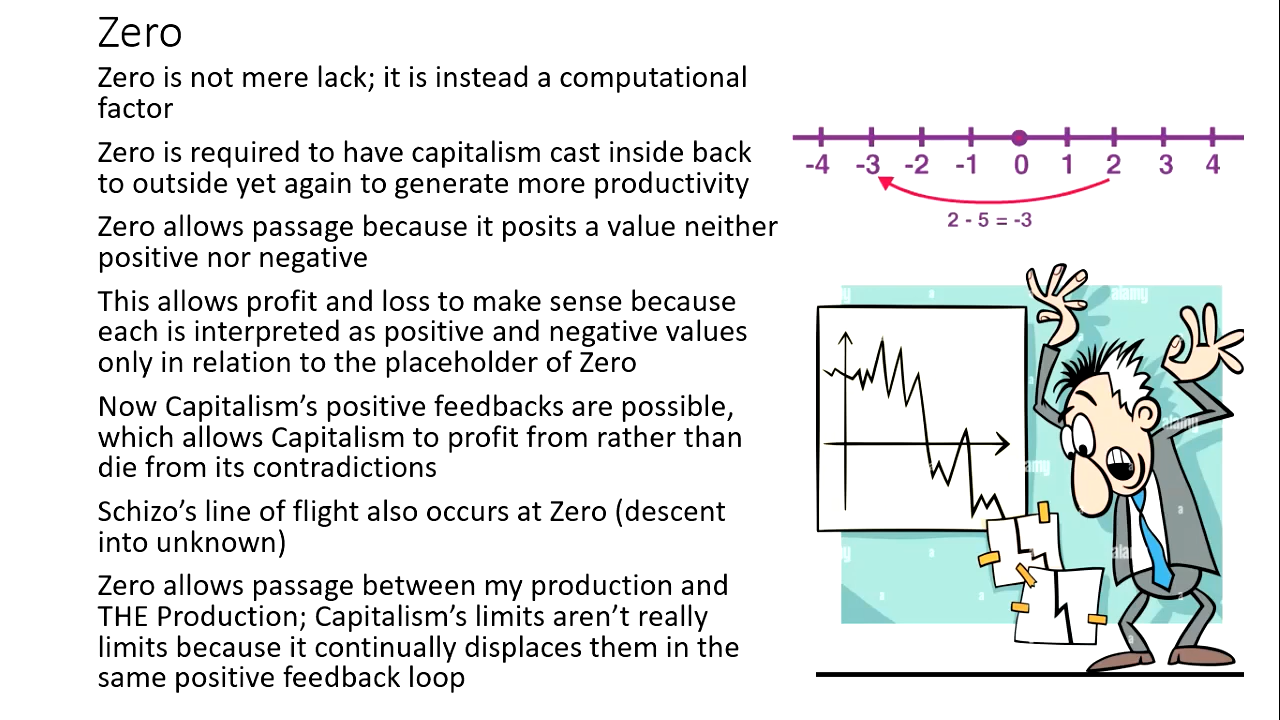 Zero
Zero is not mere lack; it is instead a computational
factor
Zero is required to have capitalism cast inside back
to outside yet again to generate more productivity
Zero allows passage because it posits a value neither
positive nor negative
This allows profit and loss to make sense because
each is interpreted as positive and negative values
only in relation to the placeholder of Zero
Now Capitalism’s positive feedbacks are possible,
which allows Capitalism to profit from rather than
die from its contradictions
Schizo’s line of flight also occurs at Zero (descent
into unknown)
Zero allows passage between my production and
THE Production; Capitalism’s limits aren’t really
limits because it continually displaces them in the
same positive feedback loop
-4 -3 -2 -1 0 1 2 3 4
2 - 5 = -3
alamy
a
alamy
a
a
a
a